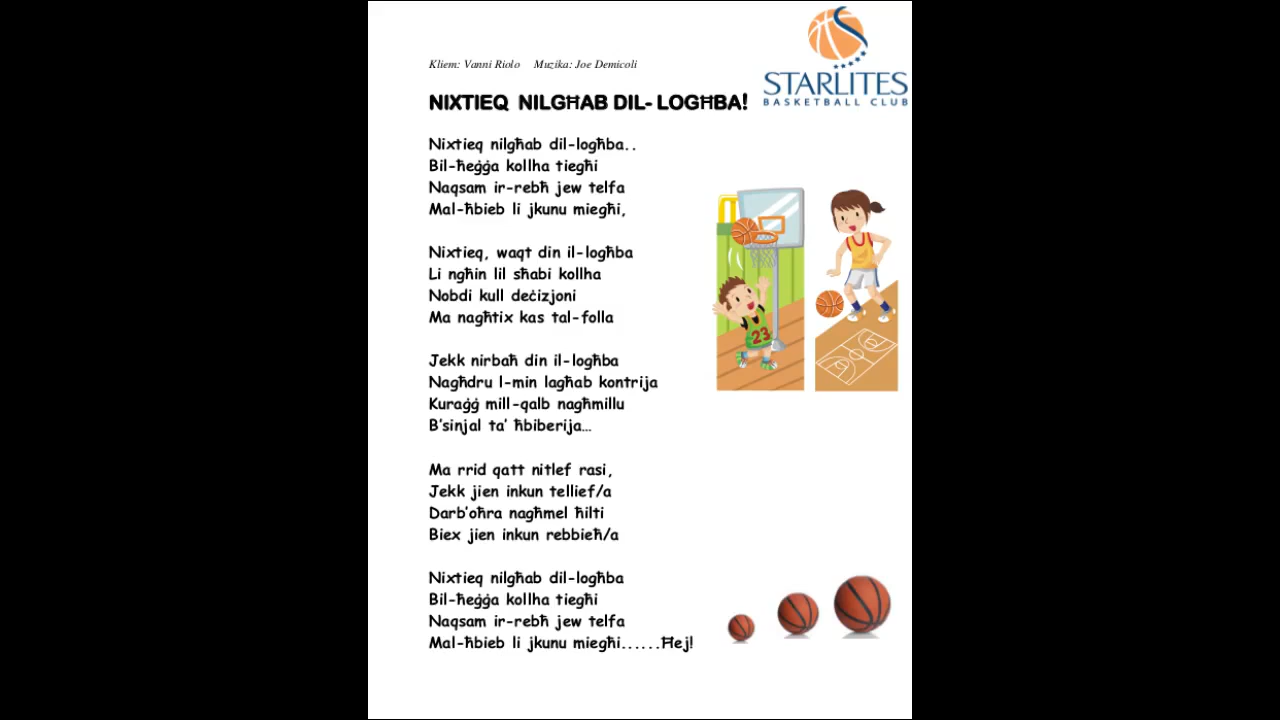 STARLITES
BASKETBALL CLUB
Kliem: Vanni Riolo Muzika: Joe Demicoli
NIXTIEQ NILGĦAB DIL- LOGĦBA!
Nixtieq nilgħab dil-logħba..
Bil-ħeġġa kollha tiegħi
Naqsam ir-rebħ jew telfa
Mal-ħbieb li jkunu miegħi,
Nixtieq, waqt din il-logħba
Li ngħin lil sħabi kollha
Nobdi kull deċizjoni
Ma nagħtix kas tal-folla
Jekk nirbaħ din il-logħba
Nagħdru l-min lagħab kontrija
Kuraġġ mill-qalb nagħmillu
B'sinjal ta' ħbiberija…
Ma rrid qatt nitlef rasi,
Jekk jien inkun tellief/a
Darb'oħra nagħmel ħilti
Biex jien inkun rebbieħ/a
Nixtieq nilgħab dil-logħba
Bil-ħeġġa kollha tiegħi
Naqsam ir-rebħ jew telfa
Mal-ħbieb li jkunu miegħi......Ħej!
23